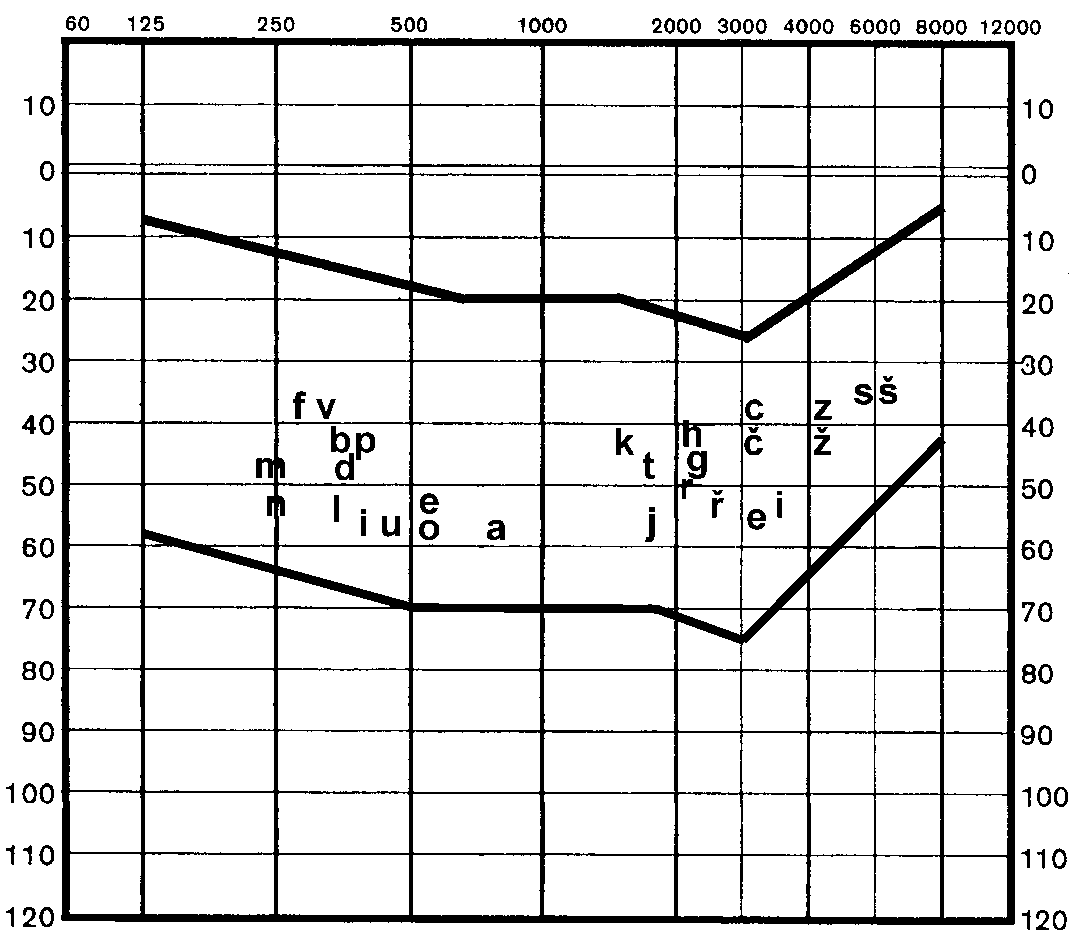 60 125 250 500 1000 2000 3000 4000 6000 8000 12000
10 10
0 0
10 10
20 20
30 30
s š
f v c z
40 40
b p k h č ž
m d t g
50 r 50
n l e ř i
i u o a j e
60 60
70 70
80 80
90 90
100 100
110 110
120 120